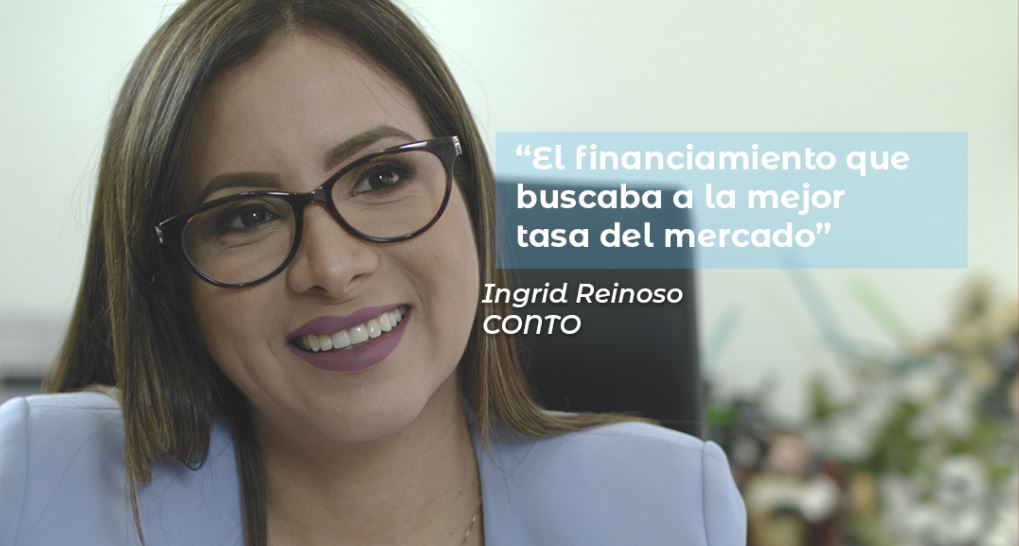 “El financiamiento que
buscaba a la mejor
tasa del mercado”
Ingrid Reinoso
CONTO